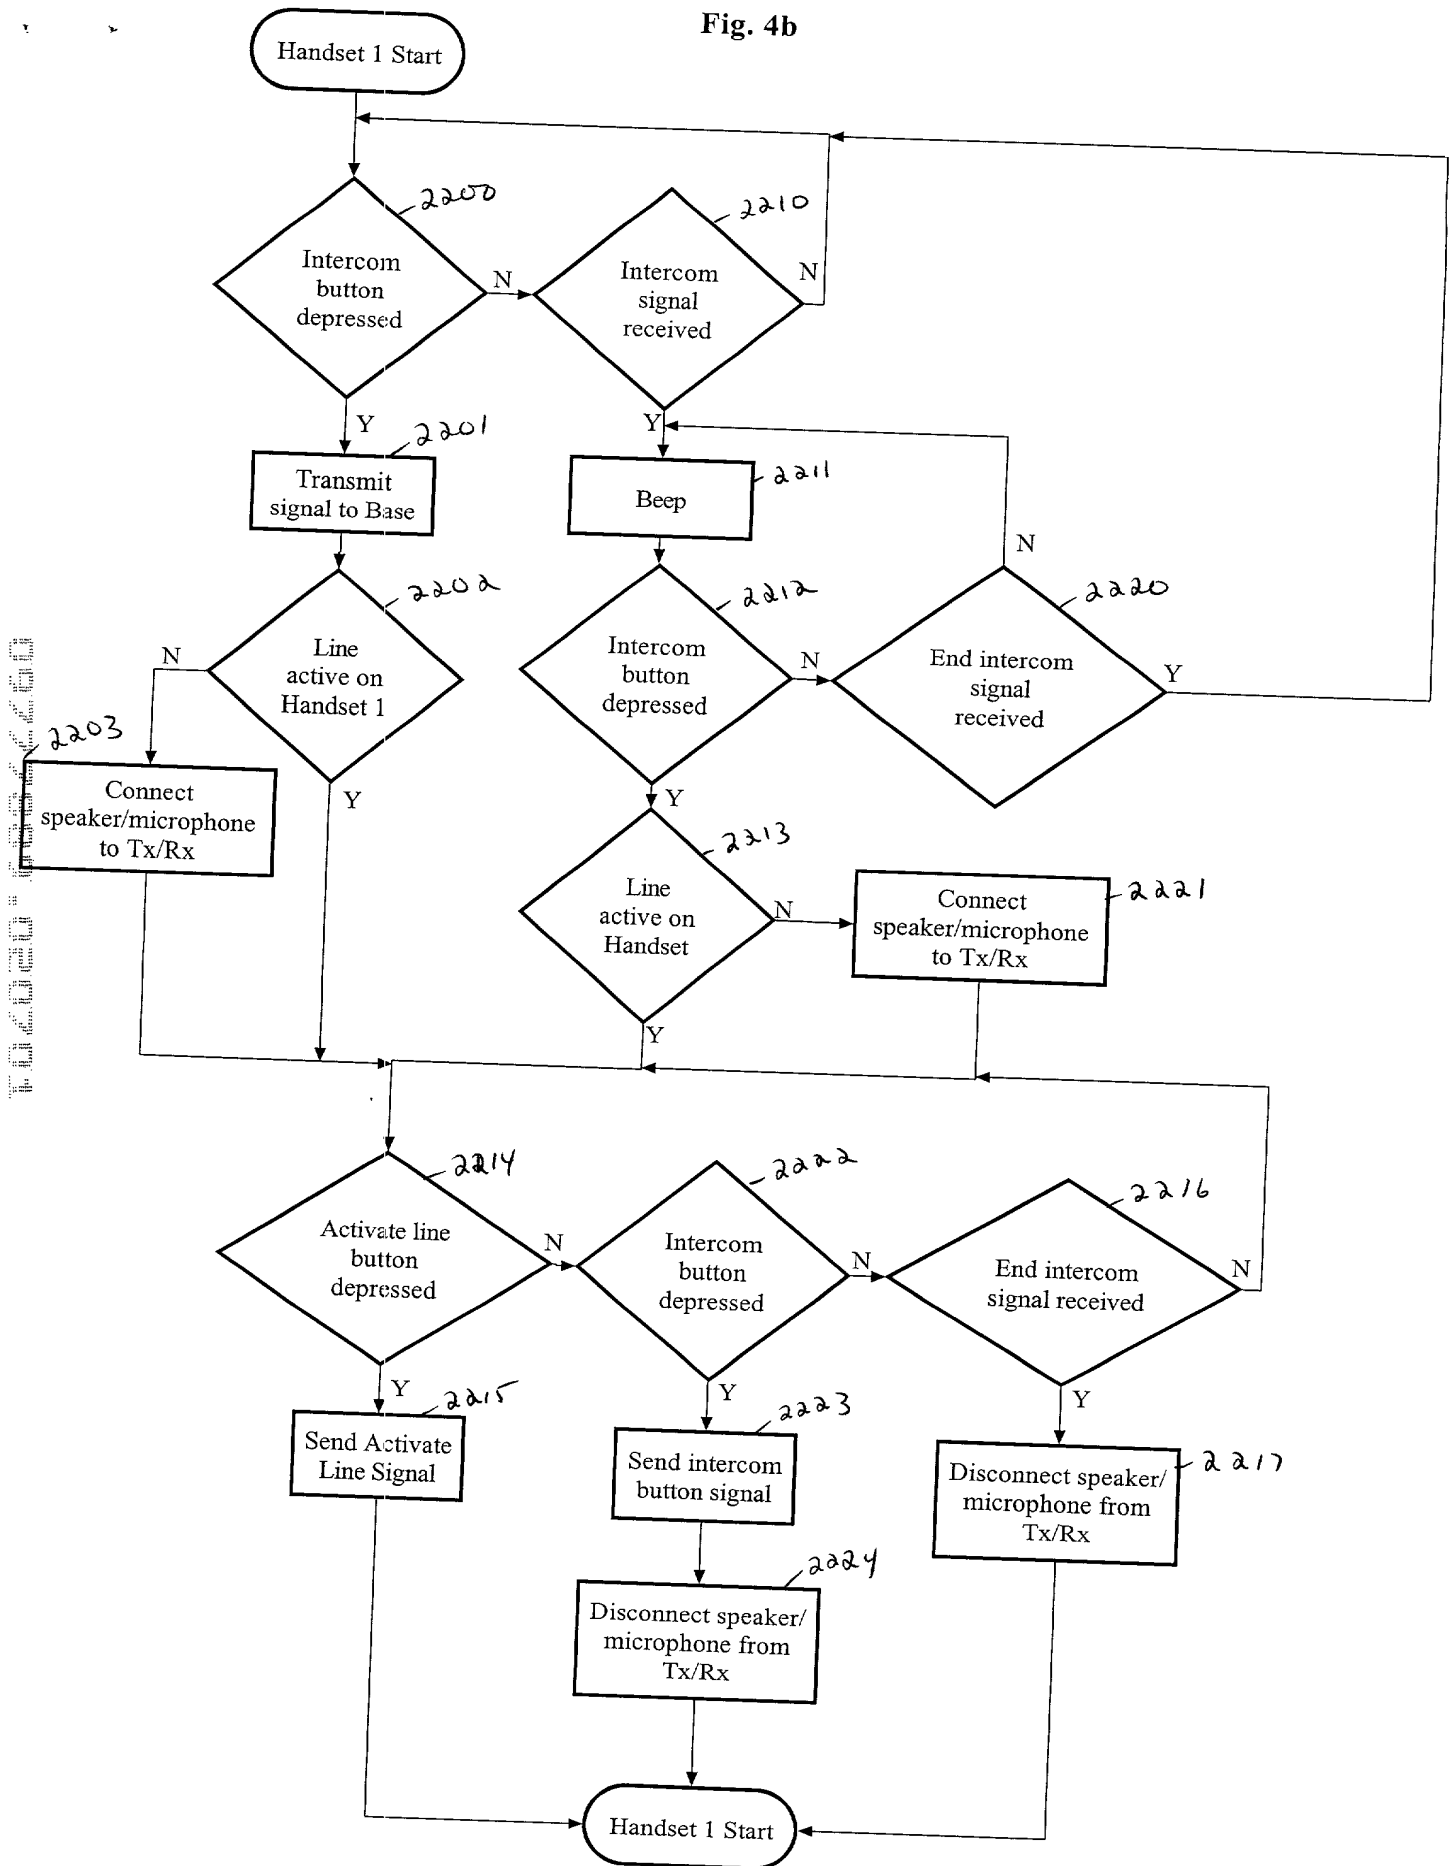 Fig. 4b
Handset 1 Start
2200
2210
Intercom
button
depressed
N
Intercom
signal
received
N
Y
2201
Y
Transmit
signal to Base
Beep
2211
N
2202
2212
2220
Line
active on
Handset 1
N
Intercom
button
depressed
N
End intercom
signal
received
Y
2203
Connect
speaker/microphone
to Tx/Rx
Y
Y
2213
Line
active on
Handset
N
Connect
speaker/microphone
to Tx/Rx
2221
Y
2214
2222
2216
Activate line
button
depressed
N
Intercom
button
depressed
N
End intercom
signal received
N
Y
2215
Y
2223
Y
Send Activate
Line Signal
Send intercom
button signal
Disconnect speaker/
microphone from
Tx/Rx
2217
2224
Disconnect speaker/
microphone from
Tx/Rx
Handset 1 Start